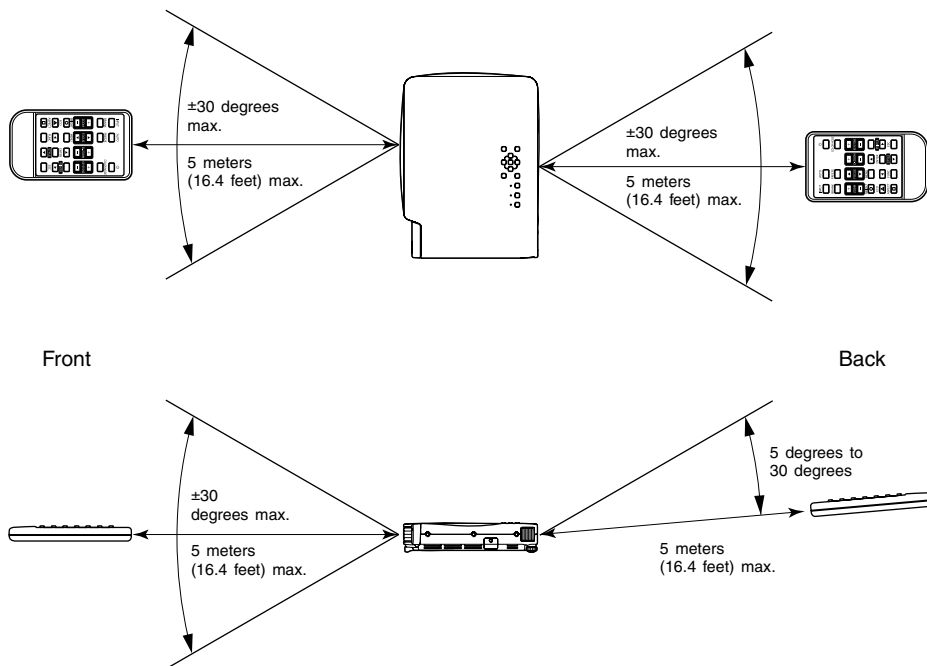 ±30 degrees
max.
5 meters
(16.4 feet) max.
±30 degrees
max.
5 meters
(16.4 feet) max.
Front
Back
±30
degrees max.
5 meters
(16.4 feet) max.
5 degrees to
30 degrees
5 meters
(16.4 feet) max.